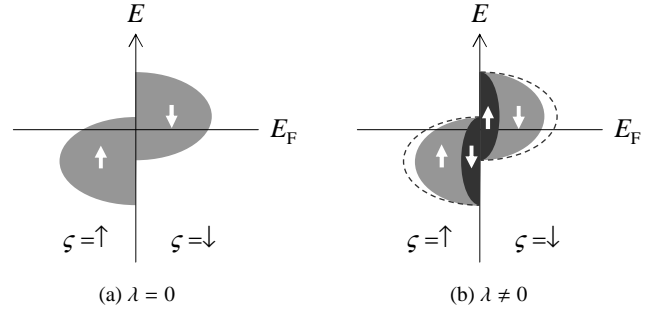 E
E
E_F
E_F
ς =↑
ς =↓
ς =↑
ς =↓
(a) λ = 0
(b) λ ≠ 0